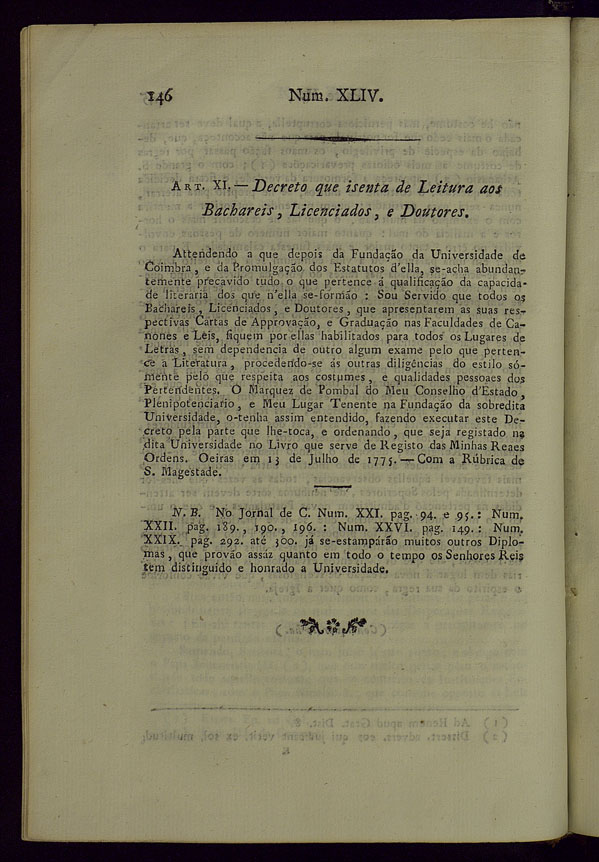 146 Num. XLIV.
ART. XI. — Decreto que isenta de Leitura aos
Bachareis, Licenciados, e Doutores.
Attendendo a que depois da Fundação da Universidade de
Coimbra, e da Promulgação dos Estatutos d'ella, se-acha abundan-
temente precavido tudo o que pertence á qualificação da capacida-
de literaria dos que n'ella se-formão : Sou Servido que todos os
Bachareis, Licenciados, e Doutores, que apresentarem as suas res-
pectivas Cartas de Approvação, e Graduação nas Faculdades de Ca-
nones e Leis, fiquem por ellas habilitados para todos os Lugares de
Letras, sem dependencia de outro algum exame pelo que perten-
ce a Literatura, procedendo-se ás outras diligências do estilo só-
mente pelo que respeita aos costumes, e qualidades pessoaes dos
Pertendentes. O Marquez de Pombal do Meu Conselho d'Estado,
Plenipotenciario, e Meu Lugar Tenente na Fundação da sobredita
Universidade, o-tenha assim entendido, fazendo executar este De-
creto pela parte que lhe-toca, e ordenando, que seja registado na
dita Universidade no Livro que serve de Registo das Minhas Reaes
Ordens. Oeiras em 13 de Julho de 1775. — Com a Rúbrica de
S. Magestade.
N. B. No Jornal de C. Num. XXI. pag. 94. e 95.: Num.
XXII. pag. 189., 190., 196. : Num. XXVI. pag. 149. : Num.
XXIX. pag. 292. até 300. já se-estampárão muitos outros Diplo-
mas, que provão assáz quanto em todo o tempo os Senhores Reis
tem distinguido e honrado a Universidade.